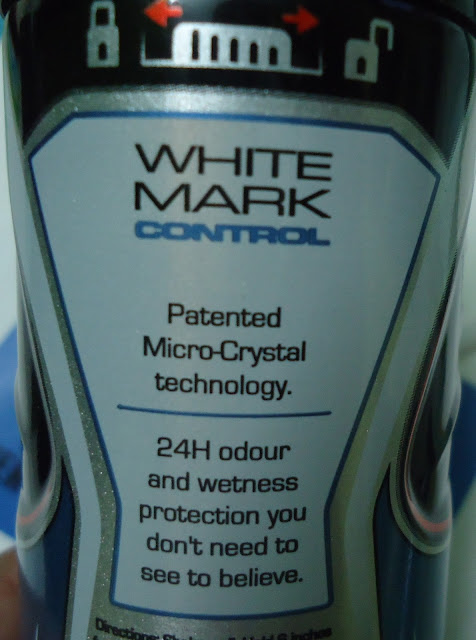 WHITE
MARK
CONTROL
Patented
Micro-Crystal
technology.
24H odour
and wetness
protection you
don't need to
see to believe.
Directions: